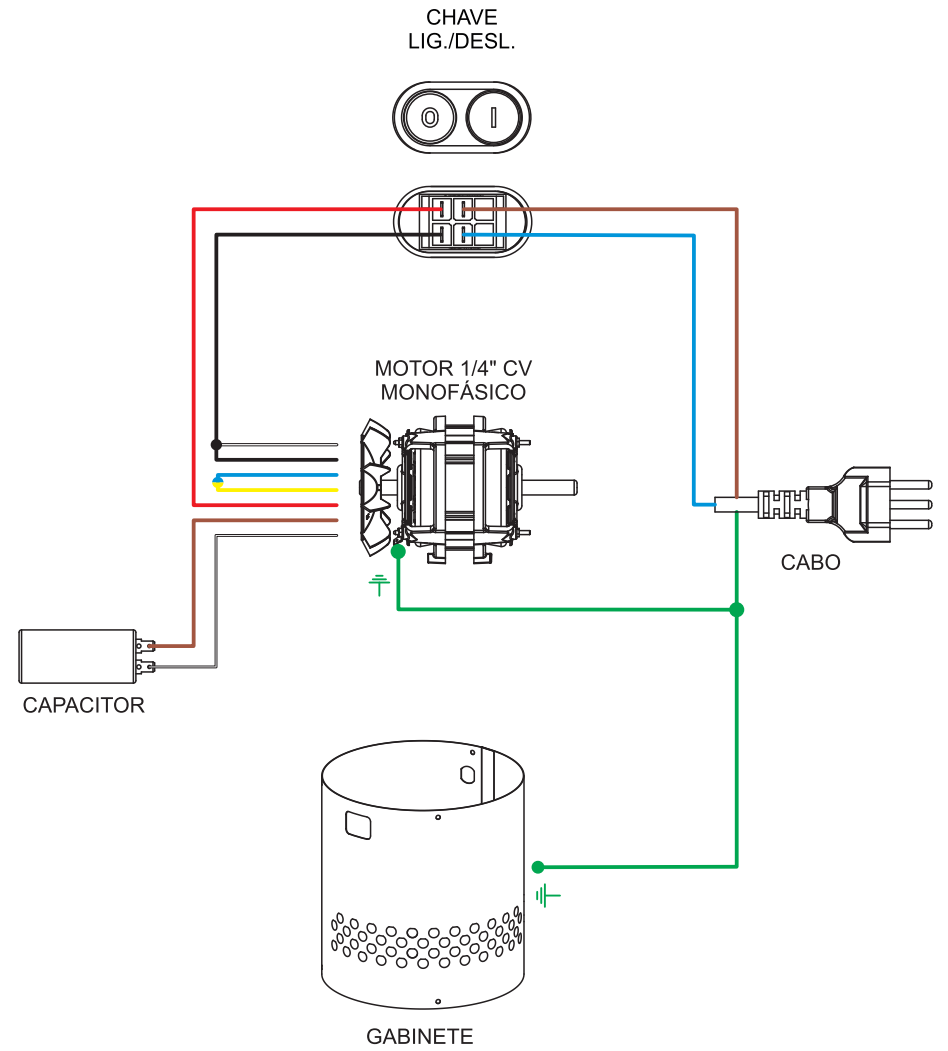 CHAVE
LIG./DESL.
O I
MOTOR 1/4" CV
MONOFÁSICO
CABO
CAPACITOR
GABINETE